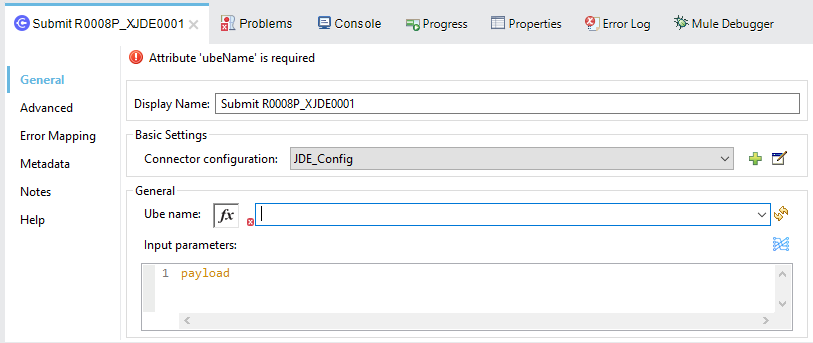 Submit R0008P_XJDE0001 Problems Console Progress Properties Error Log Mule Debugger
Attribute 'ubeName' is required
General
Advanced
Error Mapping
Metadata
Notes
Help
Display Name: Submit R0008P_XJDE0001
Basic Settings
Connector configuration: JDE_Config
General
Ube name: fx
Input parameters:
1 payload